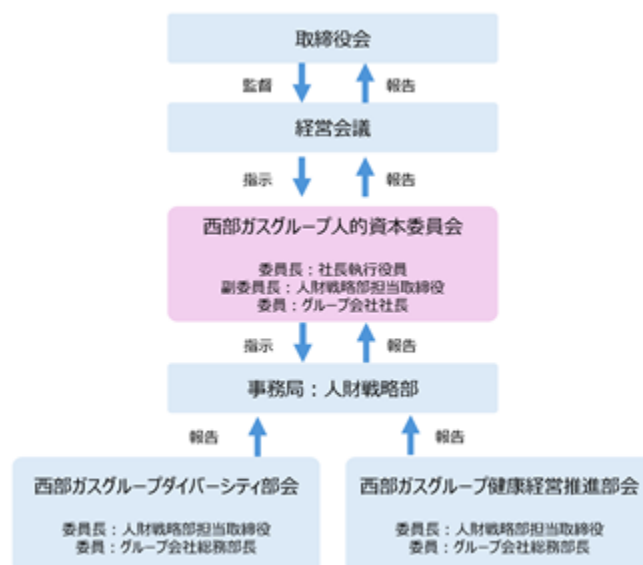 取締役会
監督 報告
経営会議
指示 報告
西部ガスグループ人的資本委員会
委員長：社長執行役員
副委員長：人財戦略部担当取締役
委員：グループ会社社長
指示 報告
事務局：人財戦略部
報告 報告
西部ガスグループダイバーシティ部会
委員長：人財戦略部担当取締役
委員：グループ会社総務部長
西部ガスグループ健康経営推進部会
委員長：人財戦略部担当取締役
委員：グループ会社総務部長